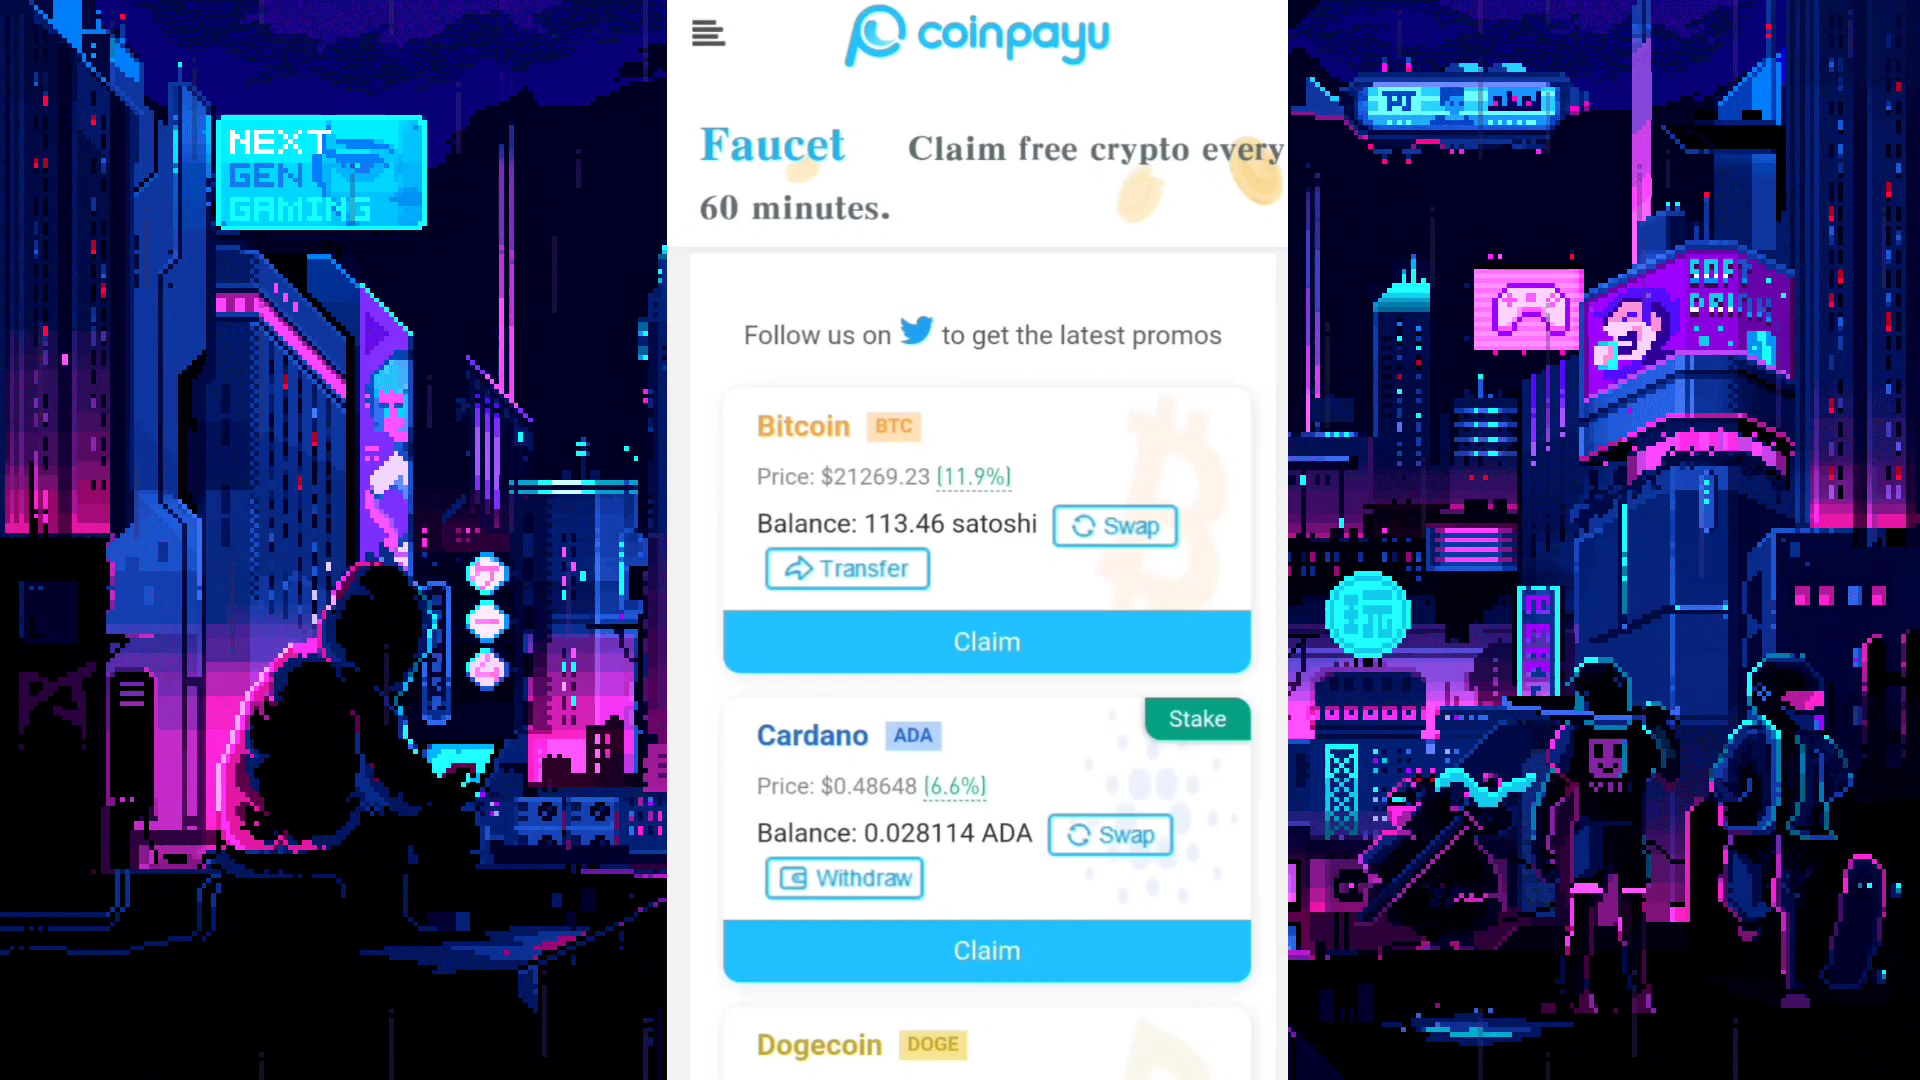 NEXT
GEN
GAMING
coinpayu
Faucet Claim free crypto every
60 minutes.
Follow us on to get the latest promos
Bitcoin BTC
Price: $21269.23 (11.9%)
Balance: 113.46 satoshi Swap
Transfer
Claim
Stake
Cardano ADA
Price: $0.48648 (6.6%)
Balance: 0.028114 ADA Swap
Withdraw
Claim
Dogecoin DOGE
SOFT
DRINK